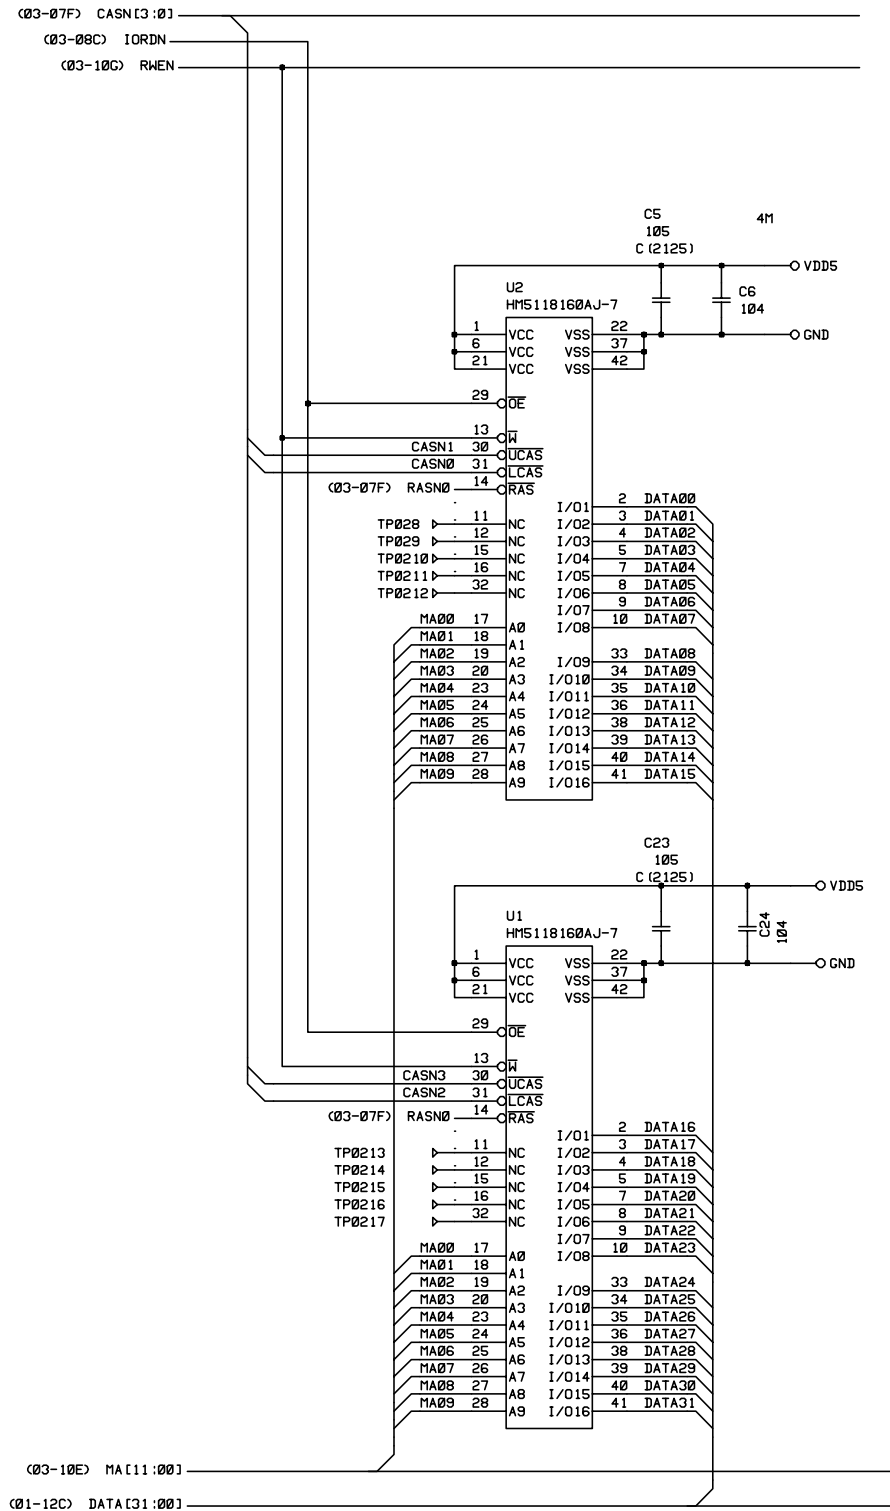 (03-07F) CASN[3:0]
(03-08C) IORDN
(03-10G) RWEN
C5
105
C(2125)
4M
VDD5
C6
104
GND
U2
HM5118160AJ-7
1 VCC VSS 22
6 VCC VSS 37
21 VCC VSS 42
29 OE
13 W
CASN1 30 UCAS
CASN0 31 LCAS
(03-07F) RASN0 14 RAS
I/O1 2 DATA00
TP028 11 NC I/O2 3 DATA01
TP029 12 NC I/O3 4 DATA02
TP0210 15 NC I/O4 5 DATA03
TP0211 16 NC I/O5 7 DATA04
TP0212 32 NC I/O6 8 DATA05
I/O7 9 DATA06
MA00 17 A0 I/O8 10 DATA07
MA01 18 A1
MA02 19 A2 I/O9 33 DATA08
MA03 20 A3 I/O10 34 DATA09
MA04 23 A4 I/O11 35 DATA10
MA05 24 A5 I/O12 36 DATA11
MA06 25 A6 I/O13 38 DATA12
MA07 26 A7 I/O14 39 DATA13
MA08 27 A8 I/O15 40 DATA14
MA09 28 A9 I/O16 41 DATA15
C23
105
C(2125)
VDD5
C24
104
GND
U1
HM5118160AJ-7
1 VCC VSS 22
6 VCC VSS 37
21 VCC VSS 42
29 OE
13 W
CASN3 30 UCAS
CASN2 31 LCAS
(03-07F) RASN0 14 RAS
I/O1 2 DATA16
TP0213 11 NC I/O2 3 DATA17
TP0214 12 NC I/O3 4 DATA18
TP0215 15 NC I/O4 5 DATA19
TP0216 16 NC I/O5 7 DATA20
TP0217 32 NC I/O6 8 DATA21
I/O7 9 DATA22
MA00 17 A0 I/O8 10 DATA23
MA01 18 A1
MA02 19 A2 I/O9 33 DATA24
MA03 20 A3 I/O10 34 DATA25
MA04 23 A4 I/O11 35 DATA26
MA05 24 A5 I/O12 36 DATA27
MA06 25 A6 I/O13 38 DATA28
MA07 26 A7 I/O14 39 DATA29
MA08 27 A8 I/O15 40 DATA30
MA09 28 A9 I/O16 41 DATA31
(03-10E) MA[11:00]
(01-12C) DATA[31:00]